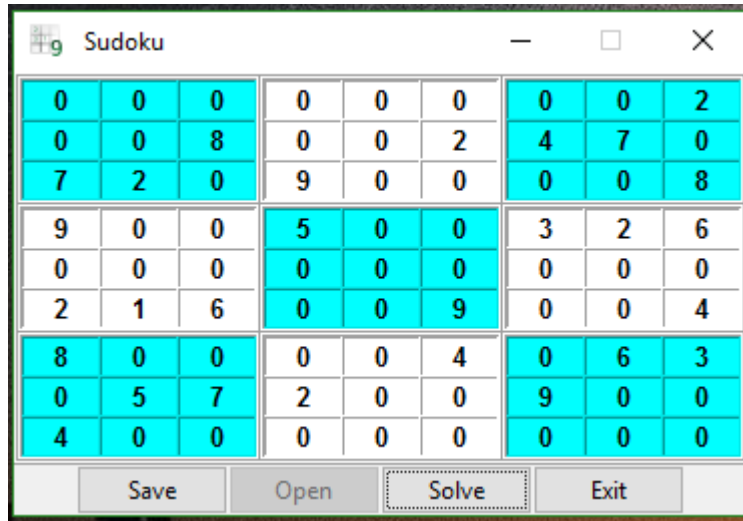 9 Sudoku
0 0 0 0 0 0 0 0 2
0 0 8 0 0 2 4 7 0
7 2 0 9 0 0 0 0 8
9 0 0 5 0 0 3 2 6
0 0 0 0 0 0 0 0 0
2 1 6 0 0 9 0 0 4
8 0 0 0 0 4 0 6 3
0 5 7 2 0 0 9 0 0
4 0 0 0 0 0 0 0 0
Save Open Solve Exit